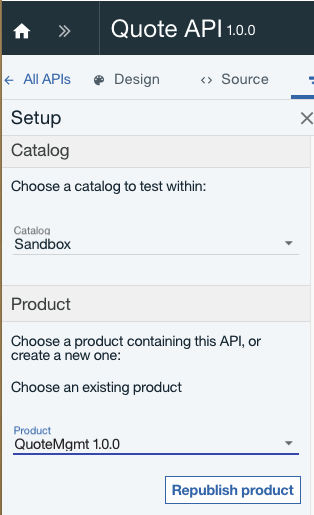 Quote API 1.0.0
All APIs Design Source
Setup
Catalog
Choose a catalog to test within:
Catalog
Sandbox
Product
Choose a product containing this API, or
create a new one:
Choose an existing product
Product
QuoteMgmt 1.0.0
Republish product